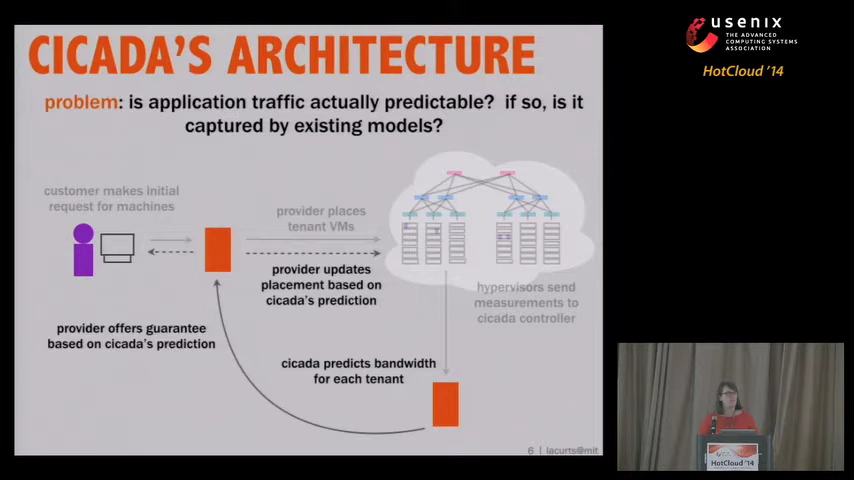 CICADA'S ARCHITECTURE
problem: is application traffic actually predictable? if so, is it
captured by existing models?
customer makes initial
request for machines
provider places
tenant VMs
provider updates
placement based on
cicada's prediction
hypervisors send
measurements to
cicada controller
provider offers guarantee
based on cicada's prediction
cicada predicts bandwidth
for each tenant
6 | lacurts@mit
usenix
THE ADVANCED
COMPUTING SYSTEMS
ASSOCIATION
HotCloud '14
HotCloud '14